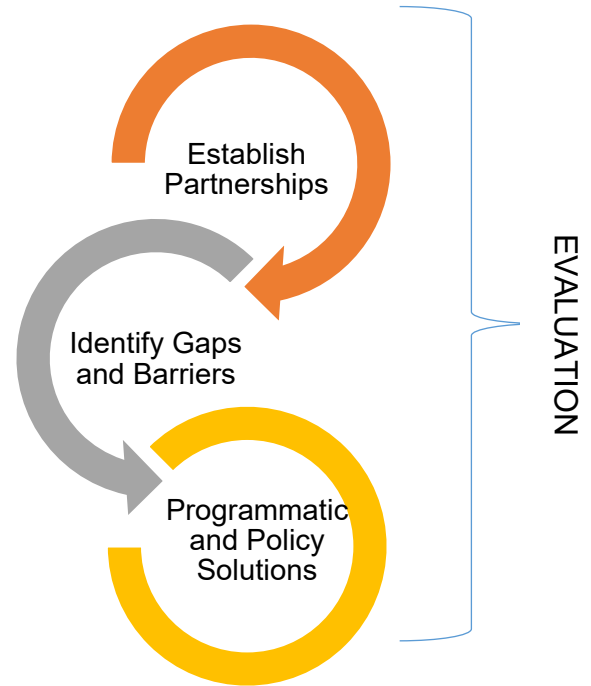 Establish
Partnerships
Identify Gaps
and Barriers
Programmatic
and Policy
Solutions
EVALUATION